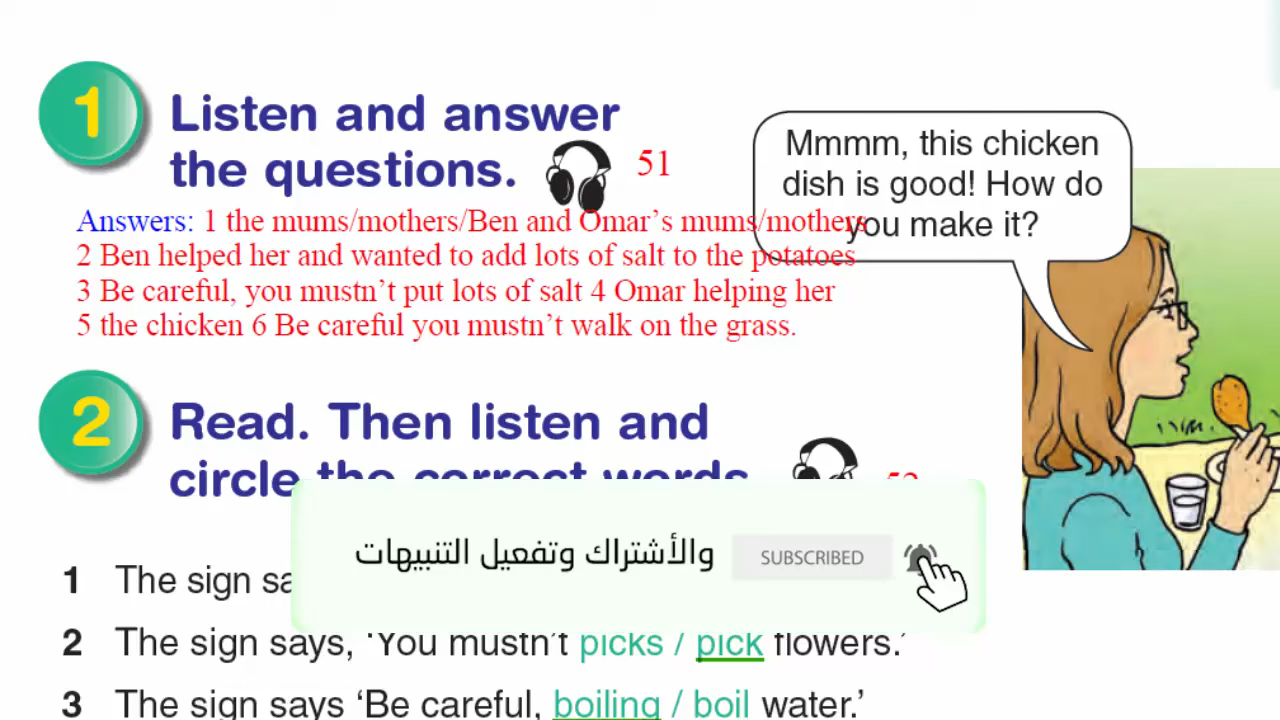 1
Listen and answer
the questions.
51
Mmmm, this chicken
dish is good! How do
you make it?
Answers: 1 the mums/mothers/Ben and Omar's mums/mothers
2 Ben helped her and wanted to add lots of salt to the potatoes
3 Be careful, you mustn't put lots of salt 4 Omar helping her
5 the chicken 6 Be careful you mustn't walk on the grass.
2
Read. Then listen and
circle the correct words
52
والأشتراك وتفعيل التنبيهات
SUBSCRIBED
1 The sign sa
2 The sign says, ‘You mustn't picks / pick flowers.’
3 The sign says ‘Be careful, boiling / boil water.’